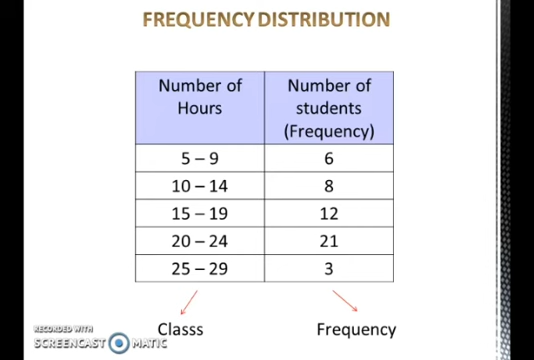 FREQUENCY DISTRIBUTION
Number of Hours
Number of students (Frequency)
5 – 9 6
10 – 14 8
15 – 19 12
20 – 24 21
25 – 29 3
Classs Frequency
RECORDED WITH
SCREENCAST MATIC